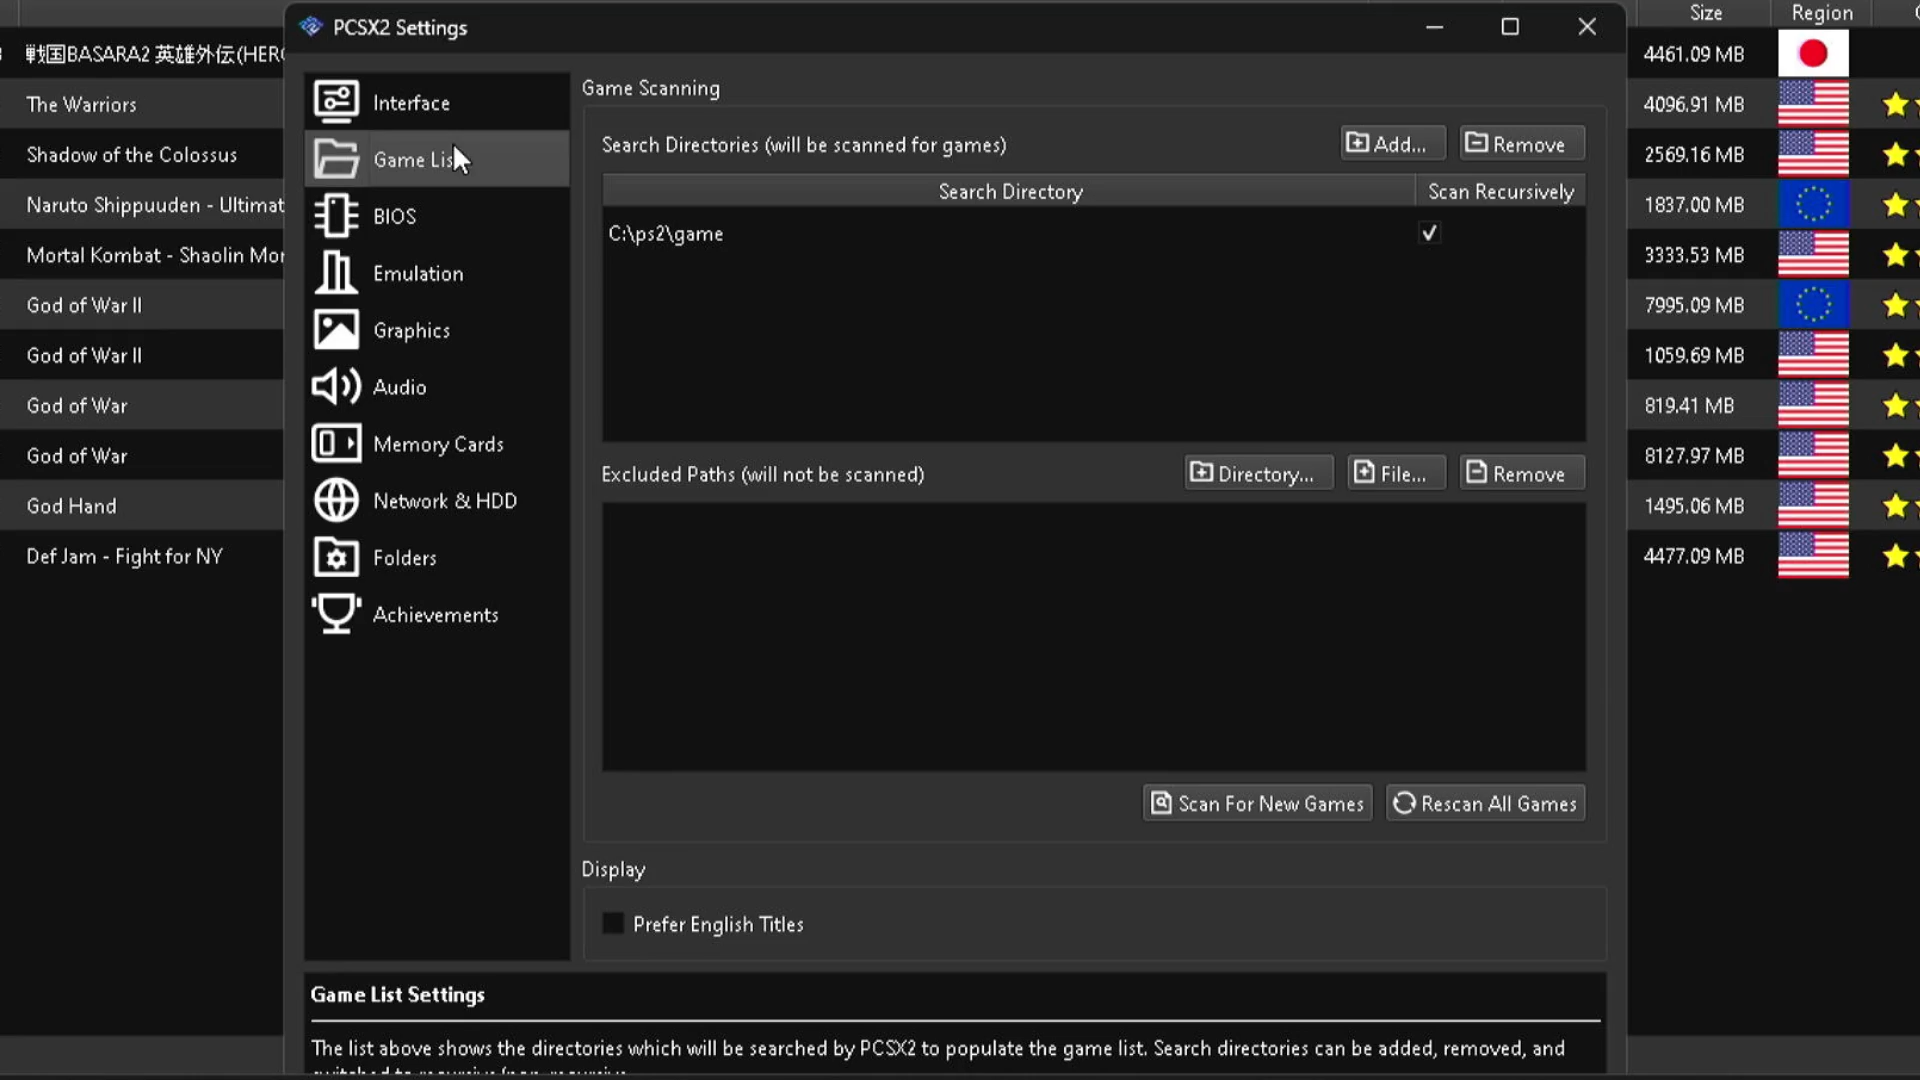 PCSX2 Settings
Size Region
戦国BASARA2 英雄外伝(HERO
4461.09 MB
The Warriors
4096.91 MB
Shadow of the Colossus
2569.16 MB
Naruto Shippuuden - Ultimat
1837.00 MB
Mortal Kombat - Shaolin Mor
3333.53 MB
God of War II
7995.09 MB
God of War II
1059.69 MB
God of War
819.41 MB
God of War
8127.97 MB
God Hand
1495.06 MB
Def Jam - Fight for NY
4477.09 MB
Interface
Game Lis
BIOS
Emulation
Graphics
Audio
Memory Cards
Network & HDD
Folders
Achievements
Game Scanning
Search Directories (will be scanned for games)
Add...
Remove
Search Directory
Scan Recursively
C:\ps2\game
Excluded Paths (will not be scanned)
Directory...
File...
Remove
Scan For New Games
Rescan All Games
Display
Prefer English Titles
Game List Settings
The list above shows the directories which will be searched by PCSX2 to populate the game list. Search directories can be added, removed, and